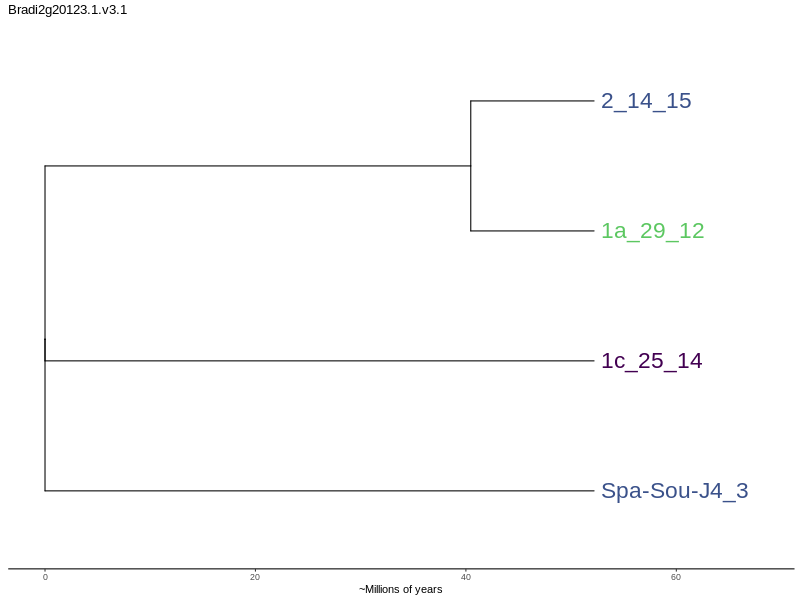 Bradi2g20123.1.v3.1
2_14_15
1a_29_12
1c_25_14
Spa-Sou-J4_3
0 20 40 60
~Millions of years